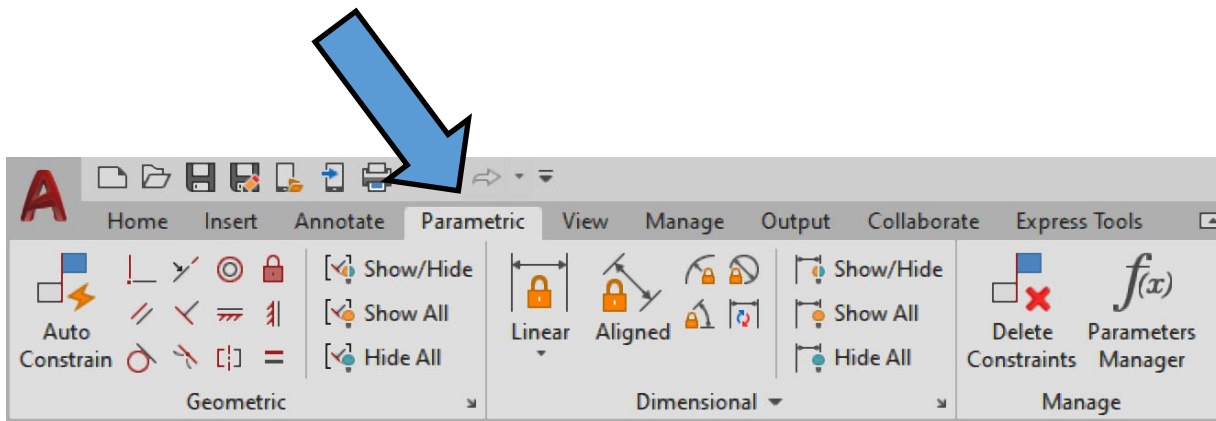 A
Home Insert Annotate Parametric View Manage Output Collaborate Express Tools
Auto
Constrain
Show/Hide
Show All
Hide All
Geometric
Linear
Aligned
Show/Hide
Show All
Hide All
Dimensional
Delete
Constraints
f(x)
Parameters
Manager
Manage